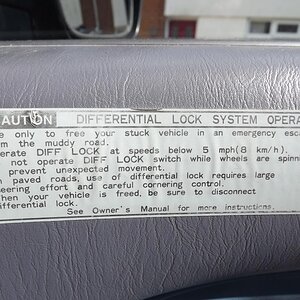 AUTION DIFFERENTIAL LOCK SYSTEM OPERA
e only to free your stuck vehicle in an emergency esca
om the muddy road.
erate DIFF LOCK at speeds below 5 mph(8 km/h).
not operate DIFF LOCK switch while wheels are spinn
prevent unexpected movement.
paved roads, use of differential lock requires large
eering effort and careful cornering control.
hen your vehicle is freed, be sure to disconnect
fferential lock.
See Owner's Manual for more instructions.